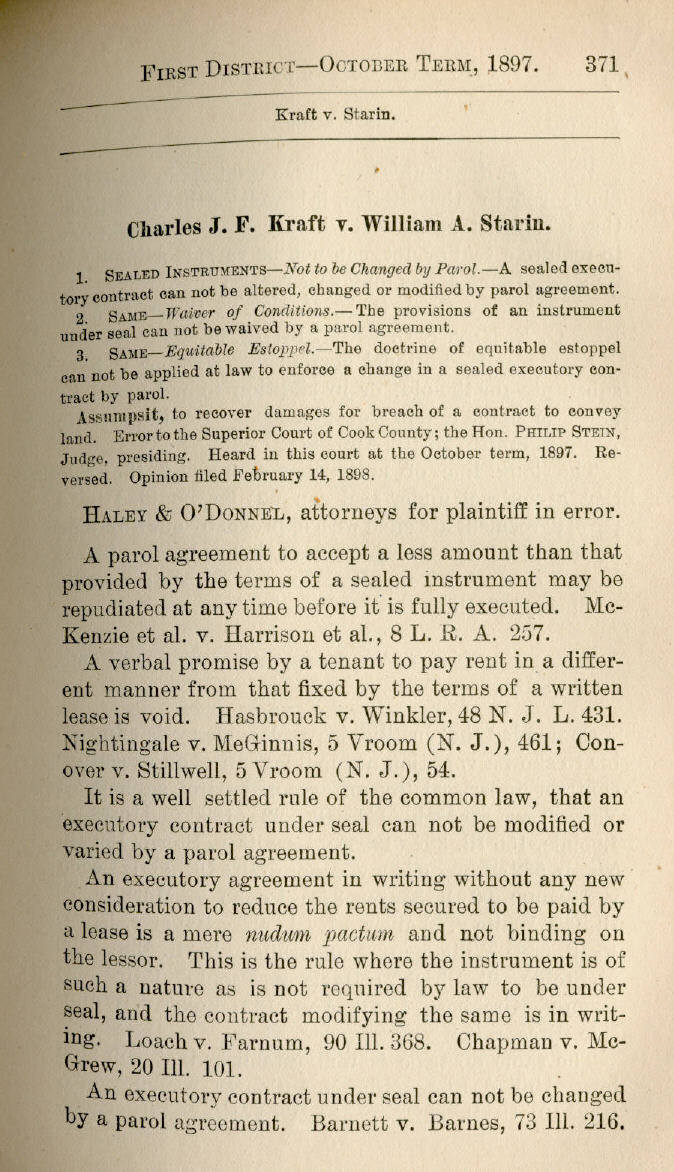 First District—October Term, 1897. 371
Kraft v. Starin.
Charles J. F. Kraft v. William A. Starin.
1. Sealed Instruments—Not to be Changed by Parol.—A sealed execu-
tory contract can not be altered, changed or modified by parol agreement.
2. Same—Waiver of Conditions.—The provisions of an instrument
under seal can not be waived by a parol agreement.
3. Same—Equitable Estoppel.—The doctrine of equitable estoppel
can not be applied at law to enforce a change in a sealed executory con-
tract by parol.
Assumpsit, to recover damages for breach of a contract to convey
land. Error to the Superior Court of Cook County; the Hon. Philip Stein,
Judge, presiding. Heard in this court at the October term, 1897. Re-
versed. Opinion filed February 14, 1898.
Haley & O'Donnel, attorneys for plaintiff in error.
A parol agreement to accept a less amount than that
provided by the terms of a sealed instrument may be
repudiated at any time before it is fully executed. Mc-
Kenzie et al. v. Harrison et al., 8 L. R. A. 257.
A verbal promise by a tenant to pay rent in a differ-
ent manner from that fixed by the terms of a written
lease is void. Hasbrouck v. Winkler, 48 N. J. L. 431.
Nightingale v. MeGinnis, 5 Vroom (N. J.), 461; Con-
over v. Stillwell, 5 Vroom (N. J.), 54.
It is a well settled rule of the common law, that an
executory contract under seal can not be modified or
varied by a parol agreement.
An executory agreement in writing without any new
consideration to reduce the rents secured to be paid by
a lease is a mere nudum pactum and not binding on
the lessor. This is the rule where the instrument is of
such a nature as is not required by law to be under
seal, and the contract modifying the same is in writ-
ing. Loach v. Farnum, 90 Ill. 368. Chapman v. Mc-
Grew, 20 Ill. 101.
An executory contract under seal can not be changed
by a parol agreement. Barnett v. Barnes, 73 Ill. 216.